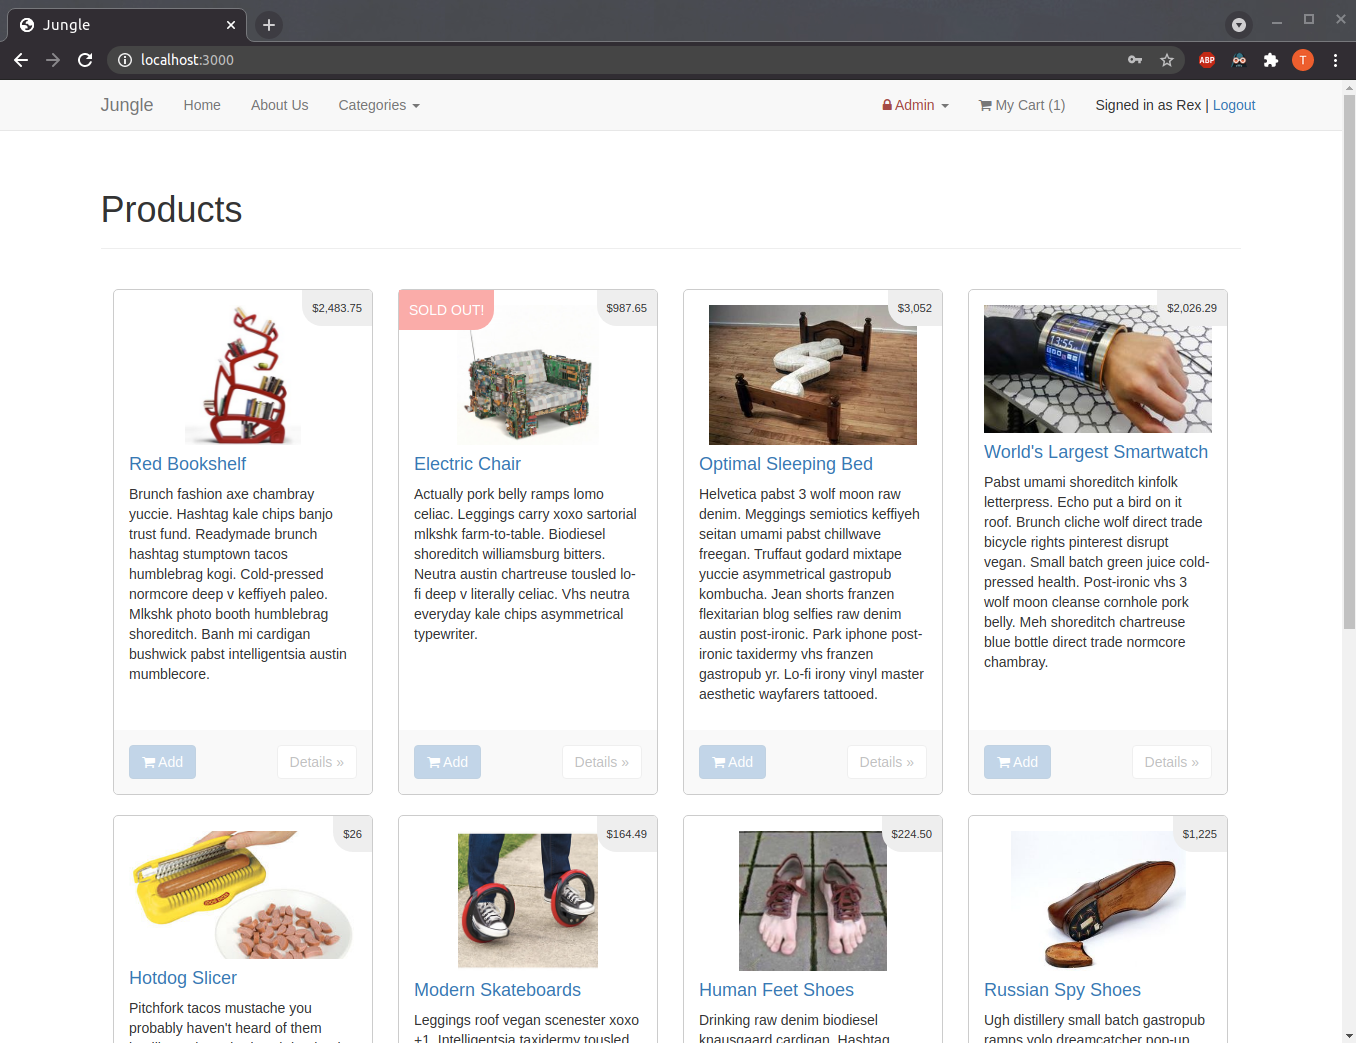 Jungle
localhost:3000
ABP
T
Jungle Home About Us Categories Admin My Cart (1) Signed in as Rex | Logout
Products
$2,483.75
Red Bookshelf
Brunch fashion axe chambray
yuccie. Hashtag kale chips banjo
trust fund. Readymade brunch
hashtag stumptown tacos
humblebrag kogi. Cold-pressed
normcore deep v keffiyeh paleo.
Mlkshk photo booth humblebrag
shoreditch. Banh mi cardigan
bushwick pabst intelligentsia austin
mumblecore.
Add Details »
SOLD OUT! $987.65
Electric Chair
Actually pork belly ramps lomo
celiac. Leggings carry xoxo sartorial
mlkshk farm-to-table. Biodiesel
shoreditch williamsburg bitters.
Neutra austin chartreuse tousled lo-
fi deep v literally celiac. Vhs neutra
everyday kale chips asymmetrical
typewriter.
Add Details »
$3,052
Optimal Sleeping Bed
Helvetica pabst 3 wolf moon raw
denim. Meggings semiotics keffiyeh
seitan umami pabst chillwave
freegan. Truffaut godard mixtape
yuccie asymmetrical gastropub
kombucha. Jean shorts franzen
flexitarian blog selfies raw denim
austin post-ironic. Park iphone post-
ironic taxidermy vhs franzen
gastropub yr. Lo-fi irony vinyl master
aesthetic wayfarers tattooed.
Add Details »
$2,026.29
13:55
World's Largest Smartwatch
Pabst umami shoreditch kinfolk
letterpress. Echo put a bird on it
roof. Brunch cliche wolf direct trade
bicycle rights pinterest disrupt
vegan. Small batch green juice cold-
pressed health. Post-ironic vhs 3
wolf moon cleanse cornhole pork
belly. Meh shoreditch chartreuse
blue bottle direct trade normcore
chambray.
Add Details »
$26
Hotdog Slicer
Pitchfork tacos mustache you
probably haven't heard of them
$164.49
Modern Skateboards
Leggings roof vegan scenester xoxo
+1. Intelligentsia taxidermy tousled
$224.50
Human Feet Shoes
Drinking raw denim biodiesel
knausgaard cardigan. Hashtag
$1,225
Russian Spy Shoes
Ugh distillery small batch gastropub
ramps yolo dreamcatcher pop-up